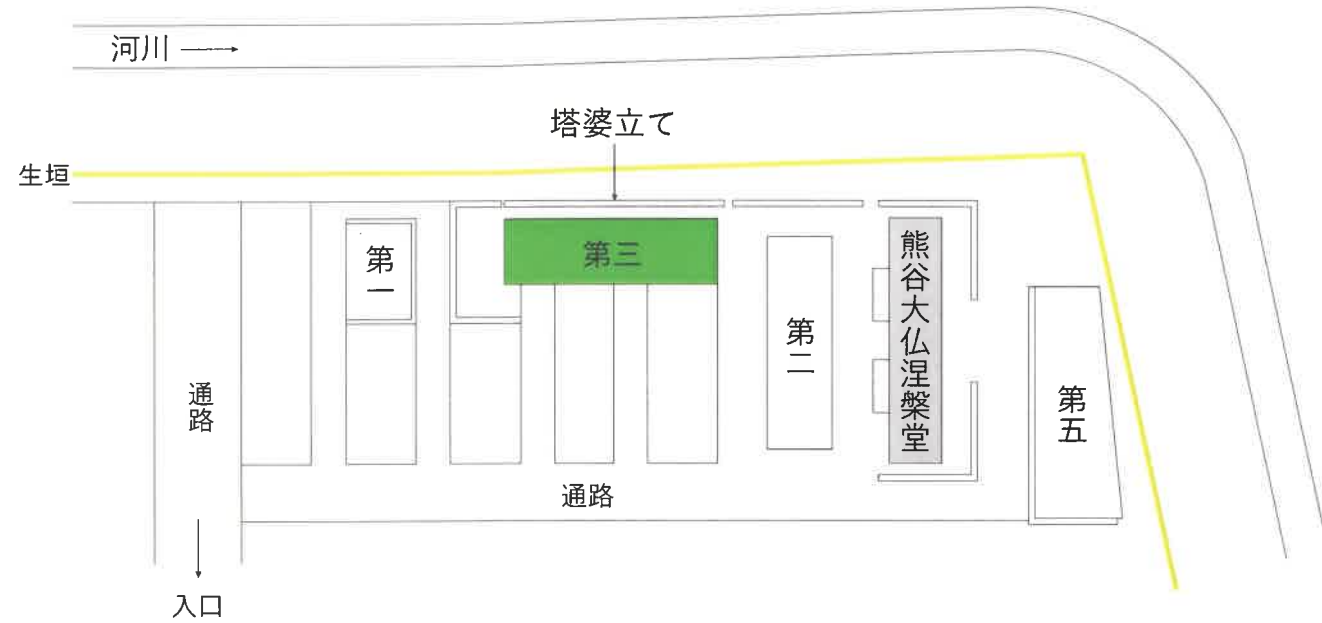 河川
塔婆立て
生垣
第一
第三
第二
熊谷大仏涅槃堂
第五
通路
通路
入口